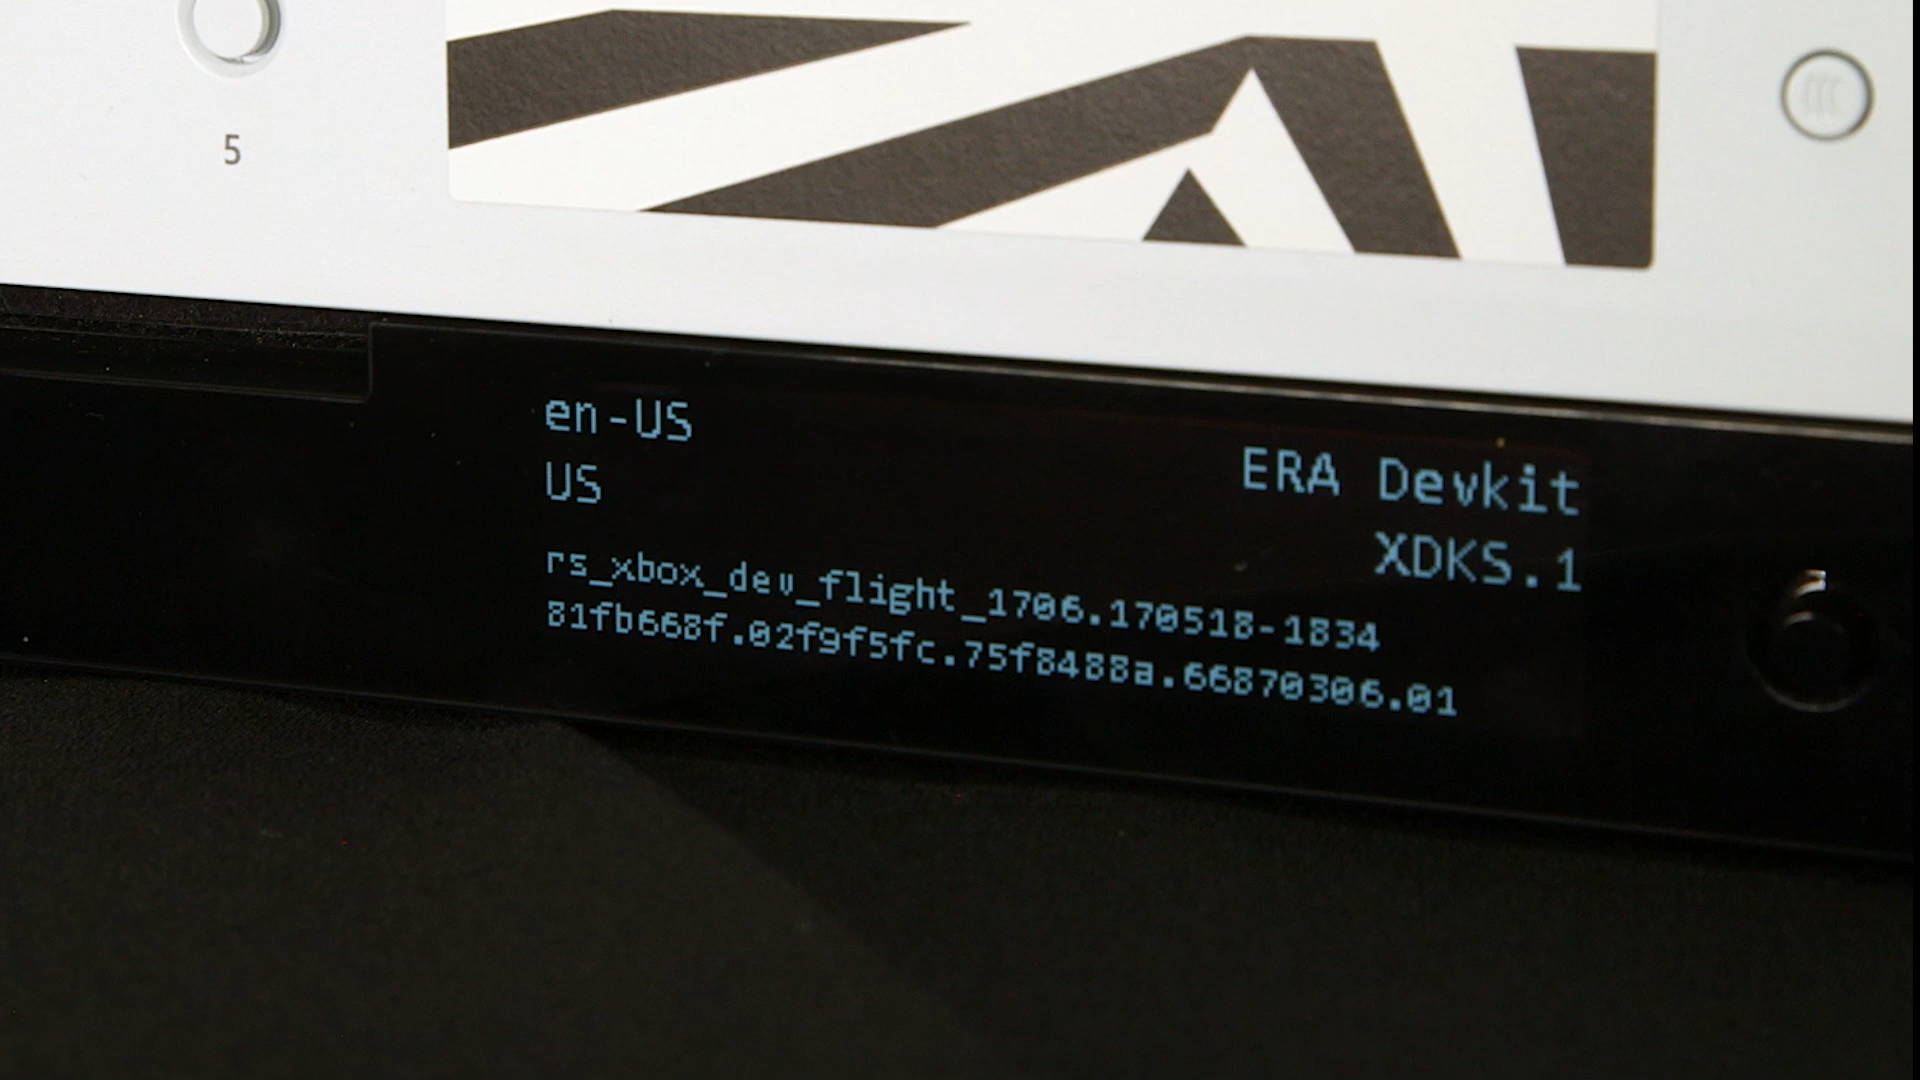 5
en-US
US
ERA Devkit
XDKS.1
rs_xbox_dev_flight_1706.170518-1834
81fb668f.02f9f5fc.75f8488a.66870306.01